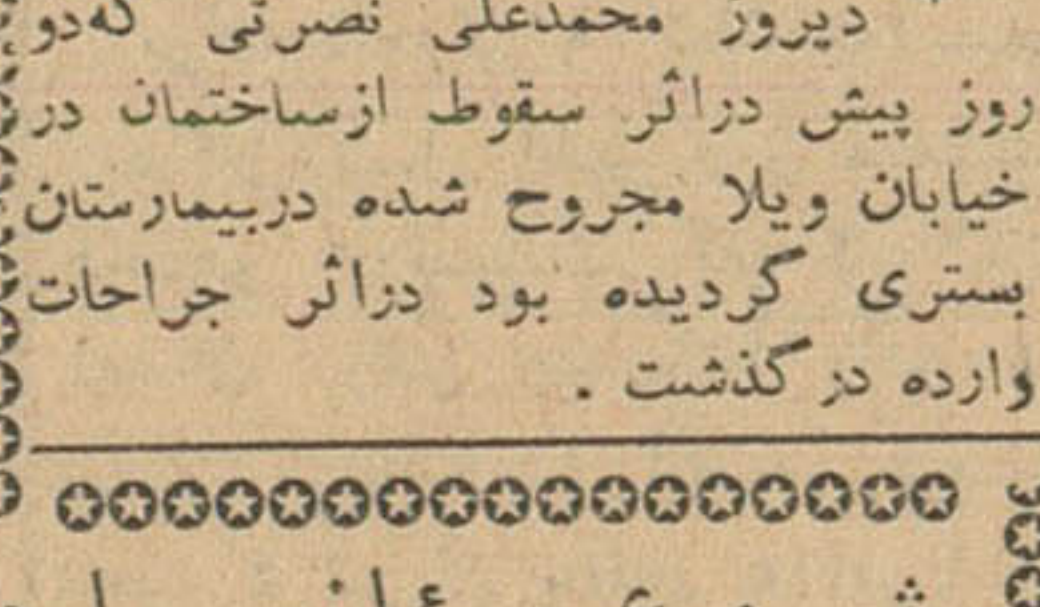 دیروز محمدعلی نصرتی که‌دو
روز پیش دراثر سقوط ازساختمان در
خیابان ویلا مجروح شده دربیمارستان
بستری گردیده بود دراثر جراحات
وارده در گذشت .